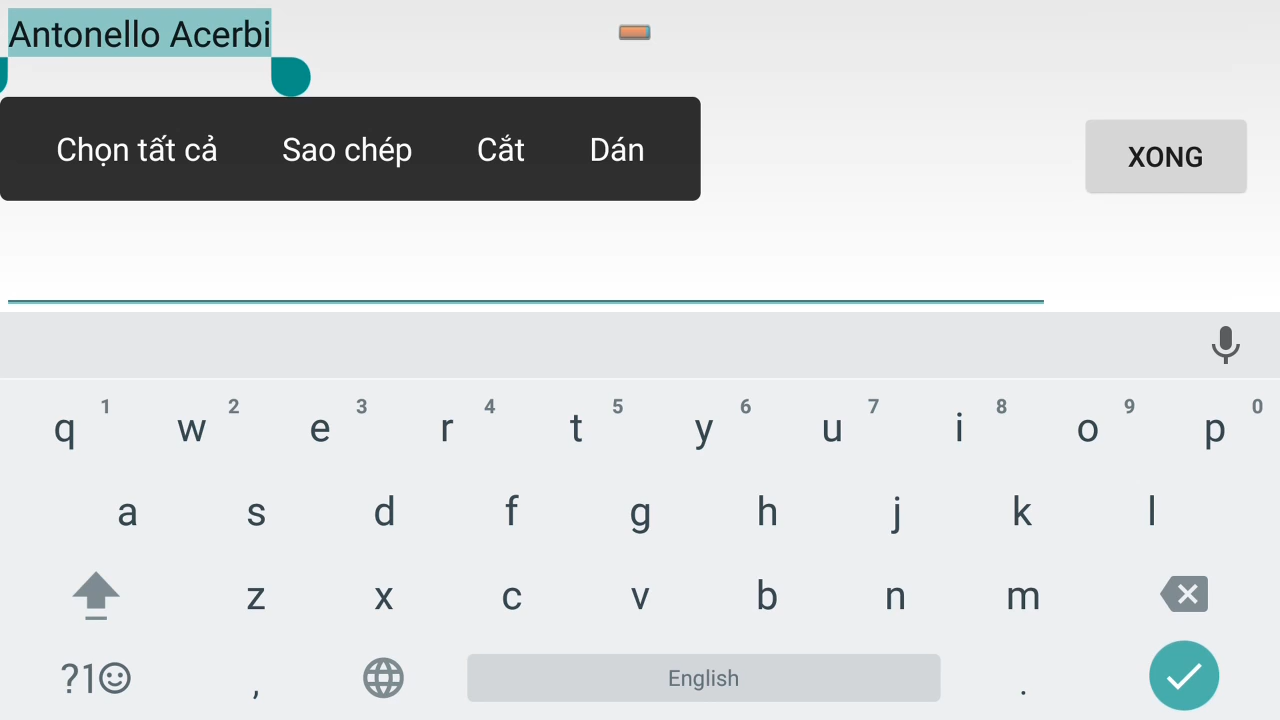 Antonello Acerbi
Chọn tất cả Sao chép Cắt Dán
XONG
q 1 w 2 e 3 r 4 t 5 y 6 u 7 i 8 o 9 p 0
a s d f g h j k l
z x c v b n m
?1 , English .